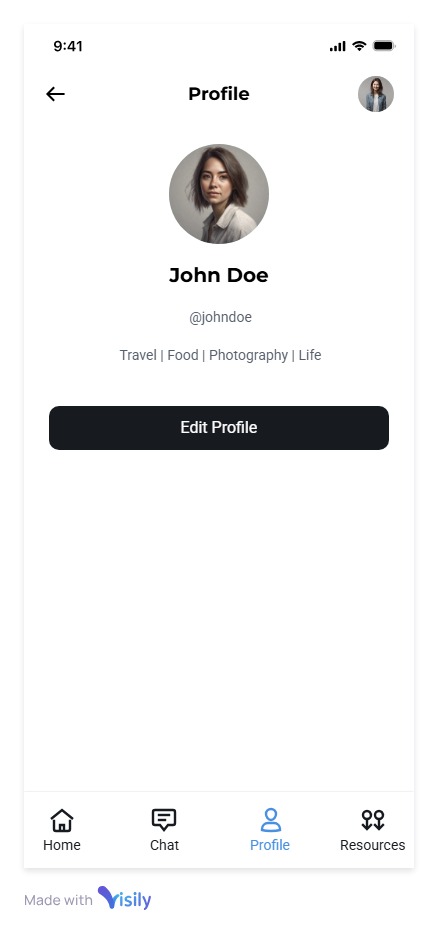 9:41
Profile
John Doe
@johndoe
Travel | Food | Photography | Life
Edit Profile
Home Chat Profile Resources
Made with Visily